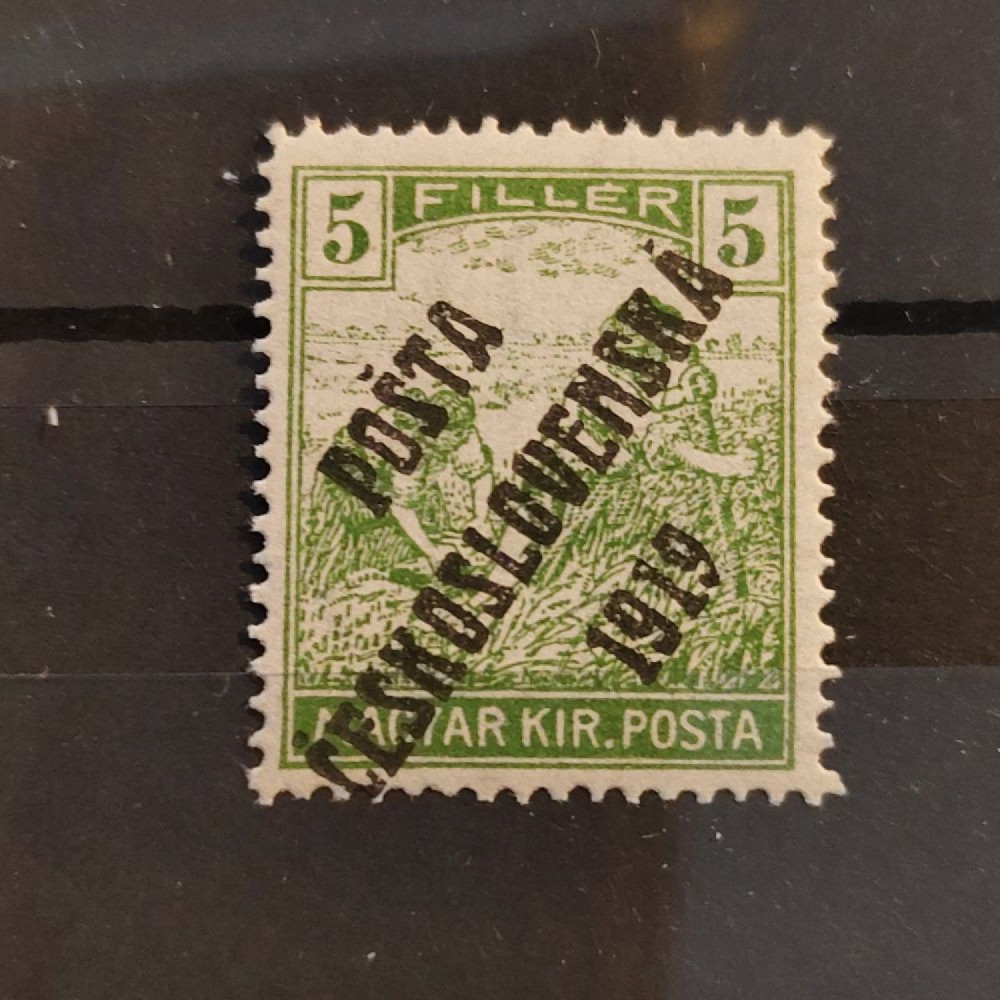 5 FILLÉR 5
POŠTA
ČESKOSLOVENSKÁ
1919
MAGYAR KIR. POSTA